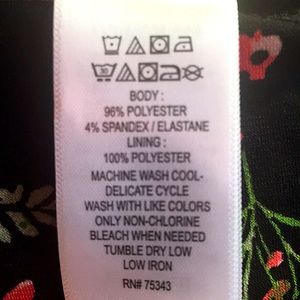 30
BODY :
96% POLYESTER
4% SPANDEX / ELASTANE
LINING :
100% POLYESTER
MACHINE WASH COOL-
DELICATE CYCLE
WASH WITH LIKE COLORS
ONLY NON-CHLORINE
BLEACH WHEN NEEDED
TUMBLE DRY LOW
LOW IRON
RN# 75343